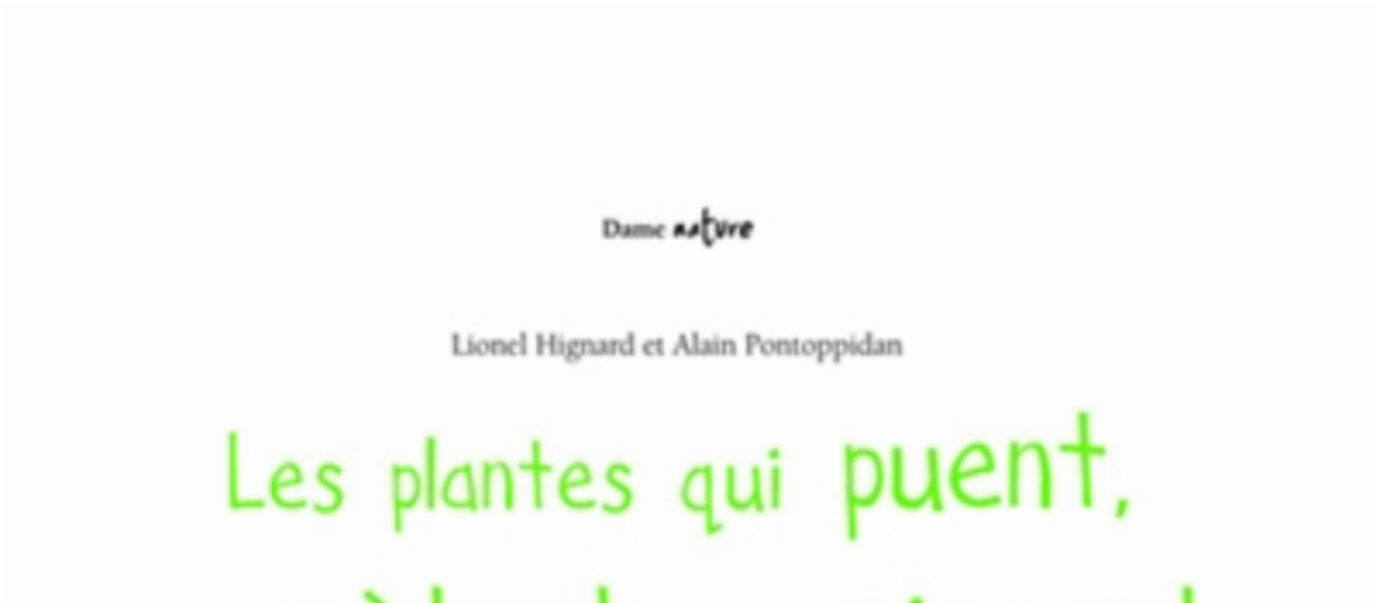 Dame nature
Lionel Hignard et Alain Pontoppidan
Les plantes qui puent,